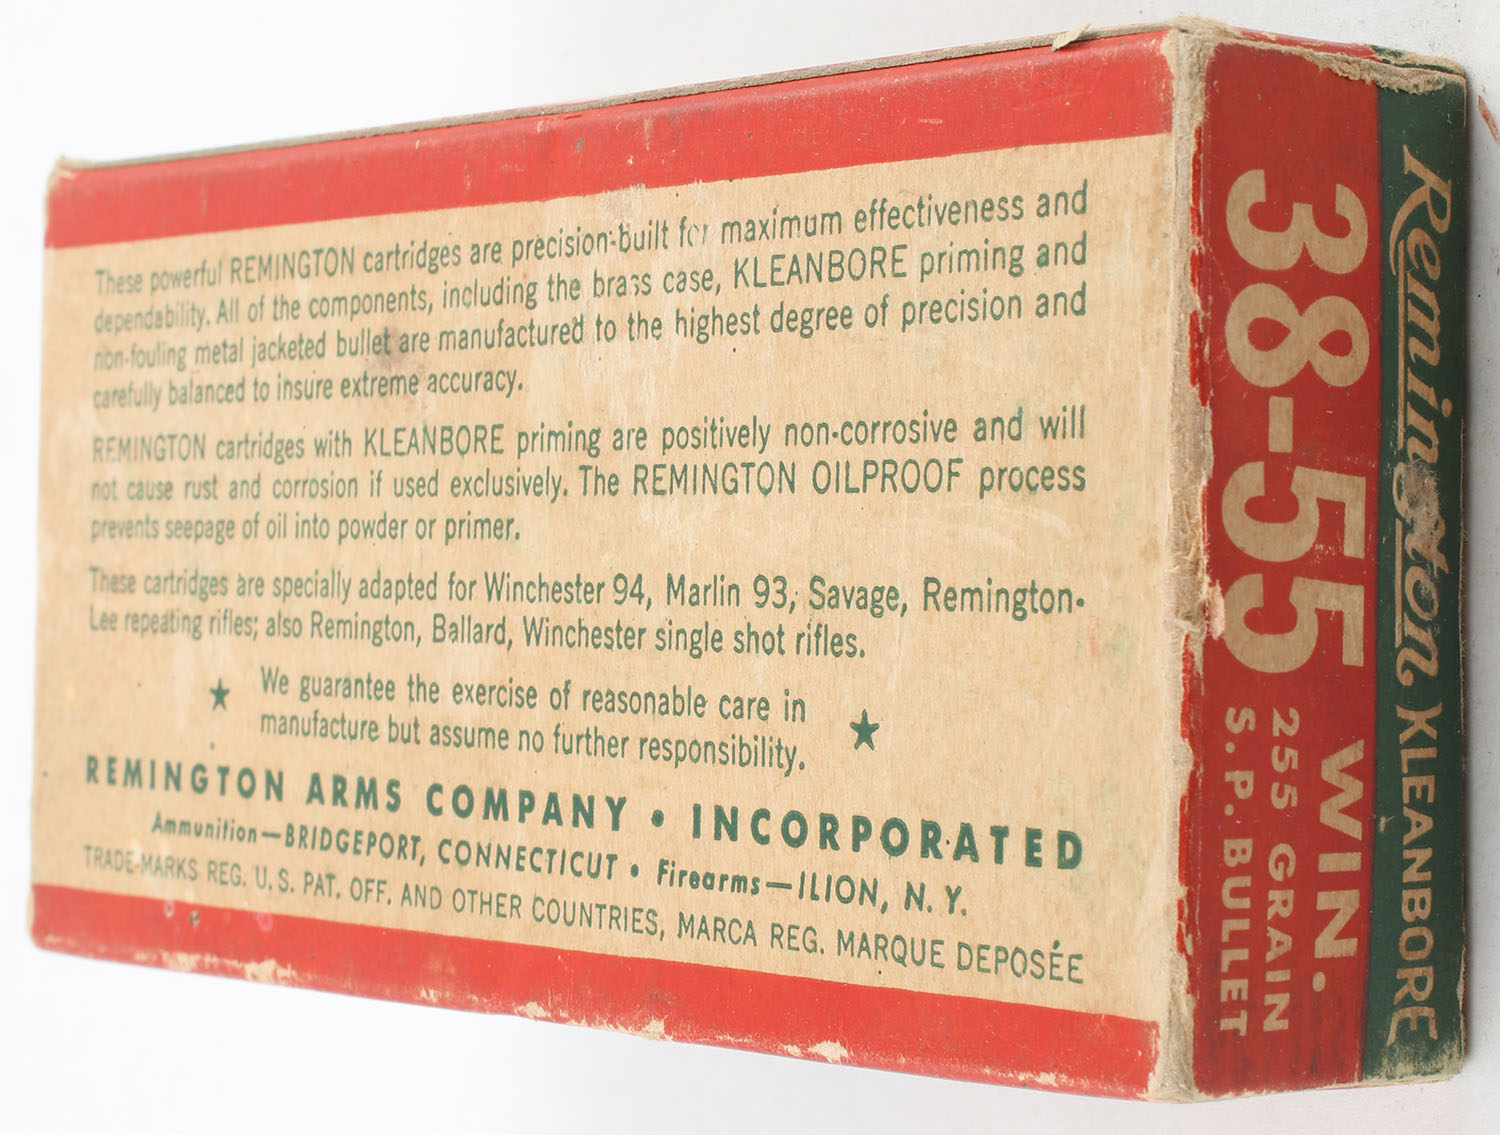 These powerful REMINGTON cartridges are precision-built for maximum effectiveness and
dependability. All of the components, including the brass case, KLEANBORE priming and
non-fouling metal jacketed bullet are manufactured to the highest degree of precision and
carefully balanced to insure extreme accuracy.
REMINGTON cartridges with KLEANBORE priming are positively non-corrosive and will
not cause rust and corrosion if used exclusively. The REMINGTON OILPROOF process
prevents seepage of oil into powder or primer.
These cartridges are specially adapted for Winchester 94, Marlin 93, Savage, Remington-
Lee repeating rifles; also Remington, Ballard, Winchester single shot rifles.
★ We guarantee the exercise of reasonable care in
manufacture but assume no further responsibility. ★
REMINGTON ARMS COMPANY • INCORPORATED
Ammunition—BRIDGEPORT, CONNECTICUT • Firearms—ILION, N. Y.
TRADE-MARKS REG. U. S. PAT. OFF. AND OTHER COUNTRIES, MARCA REG. MARQUE DEPOSÉE
Remington KLEANBORE
38-55 WIN.
255 GRAIN
S. P. BULLET